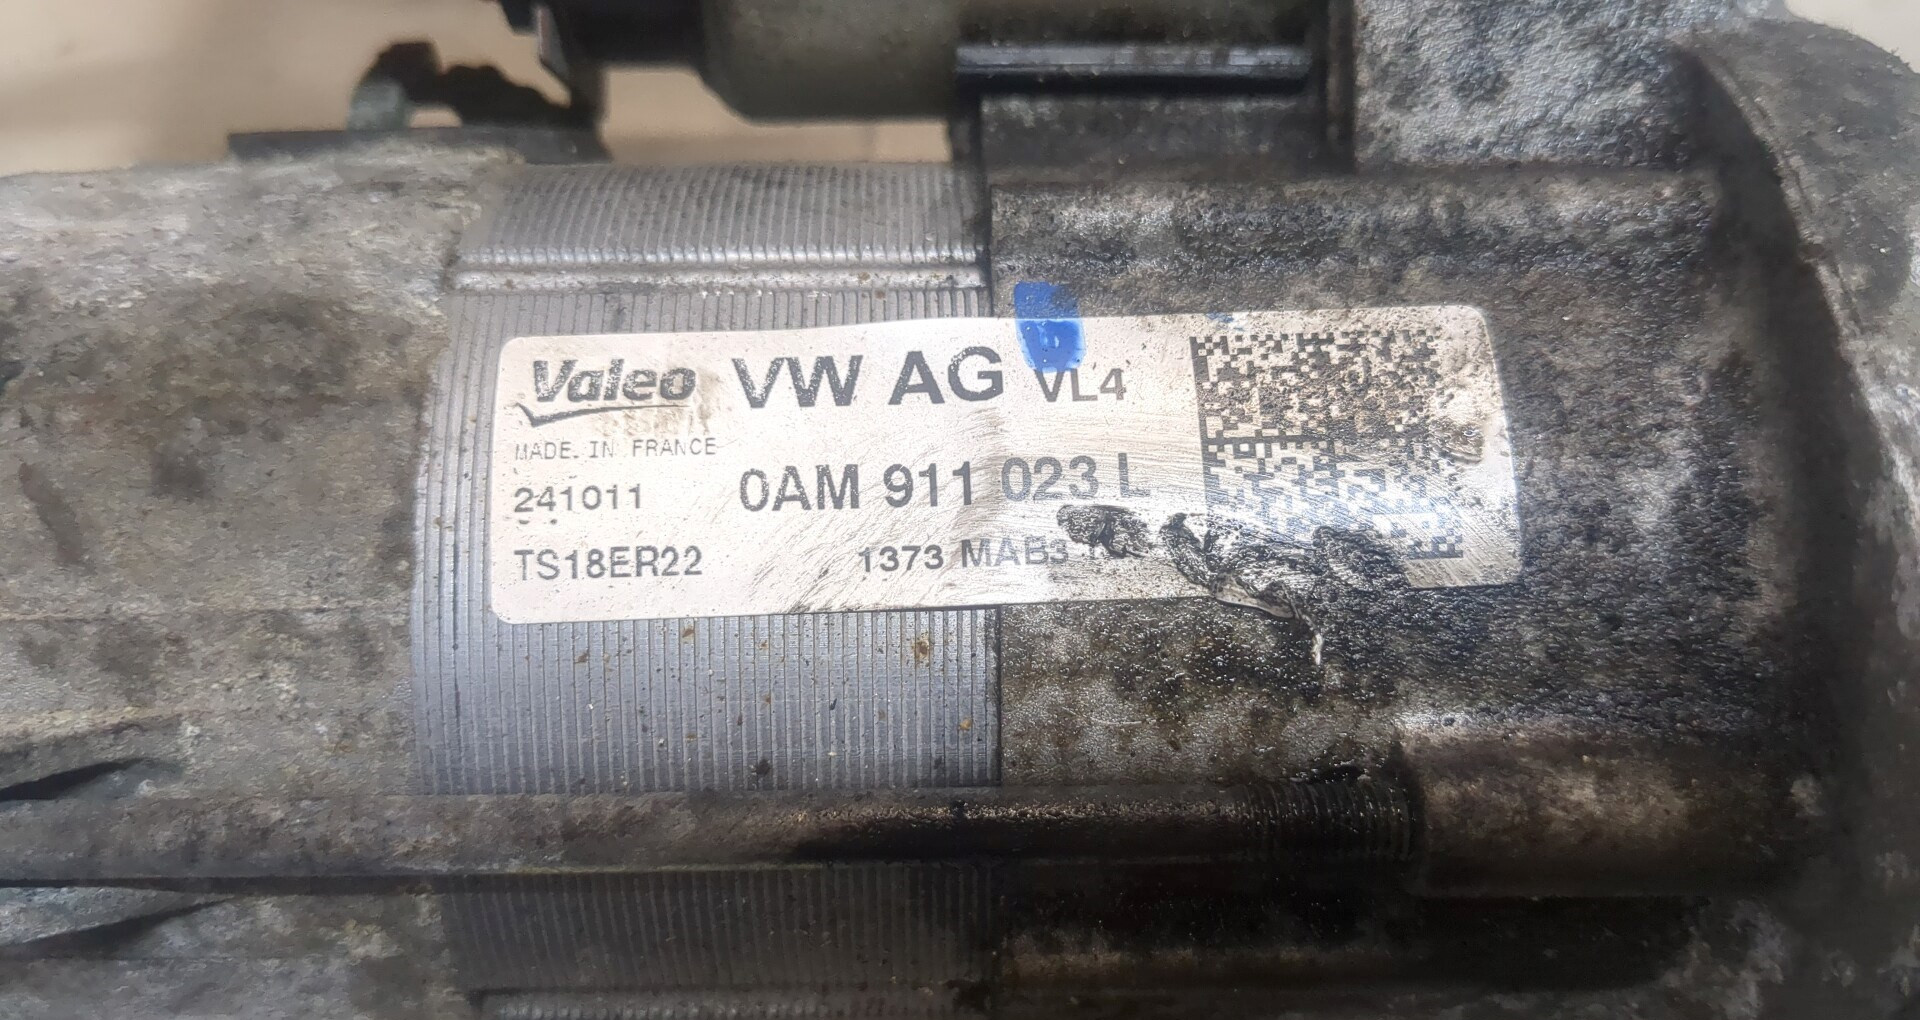 Valeo VW AG VL4
MADE IN FRANCE
241011 0AM 911 023 L
TS18ER22 1373 MAB3